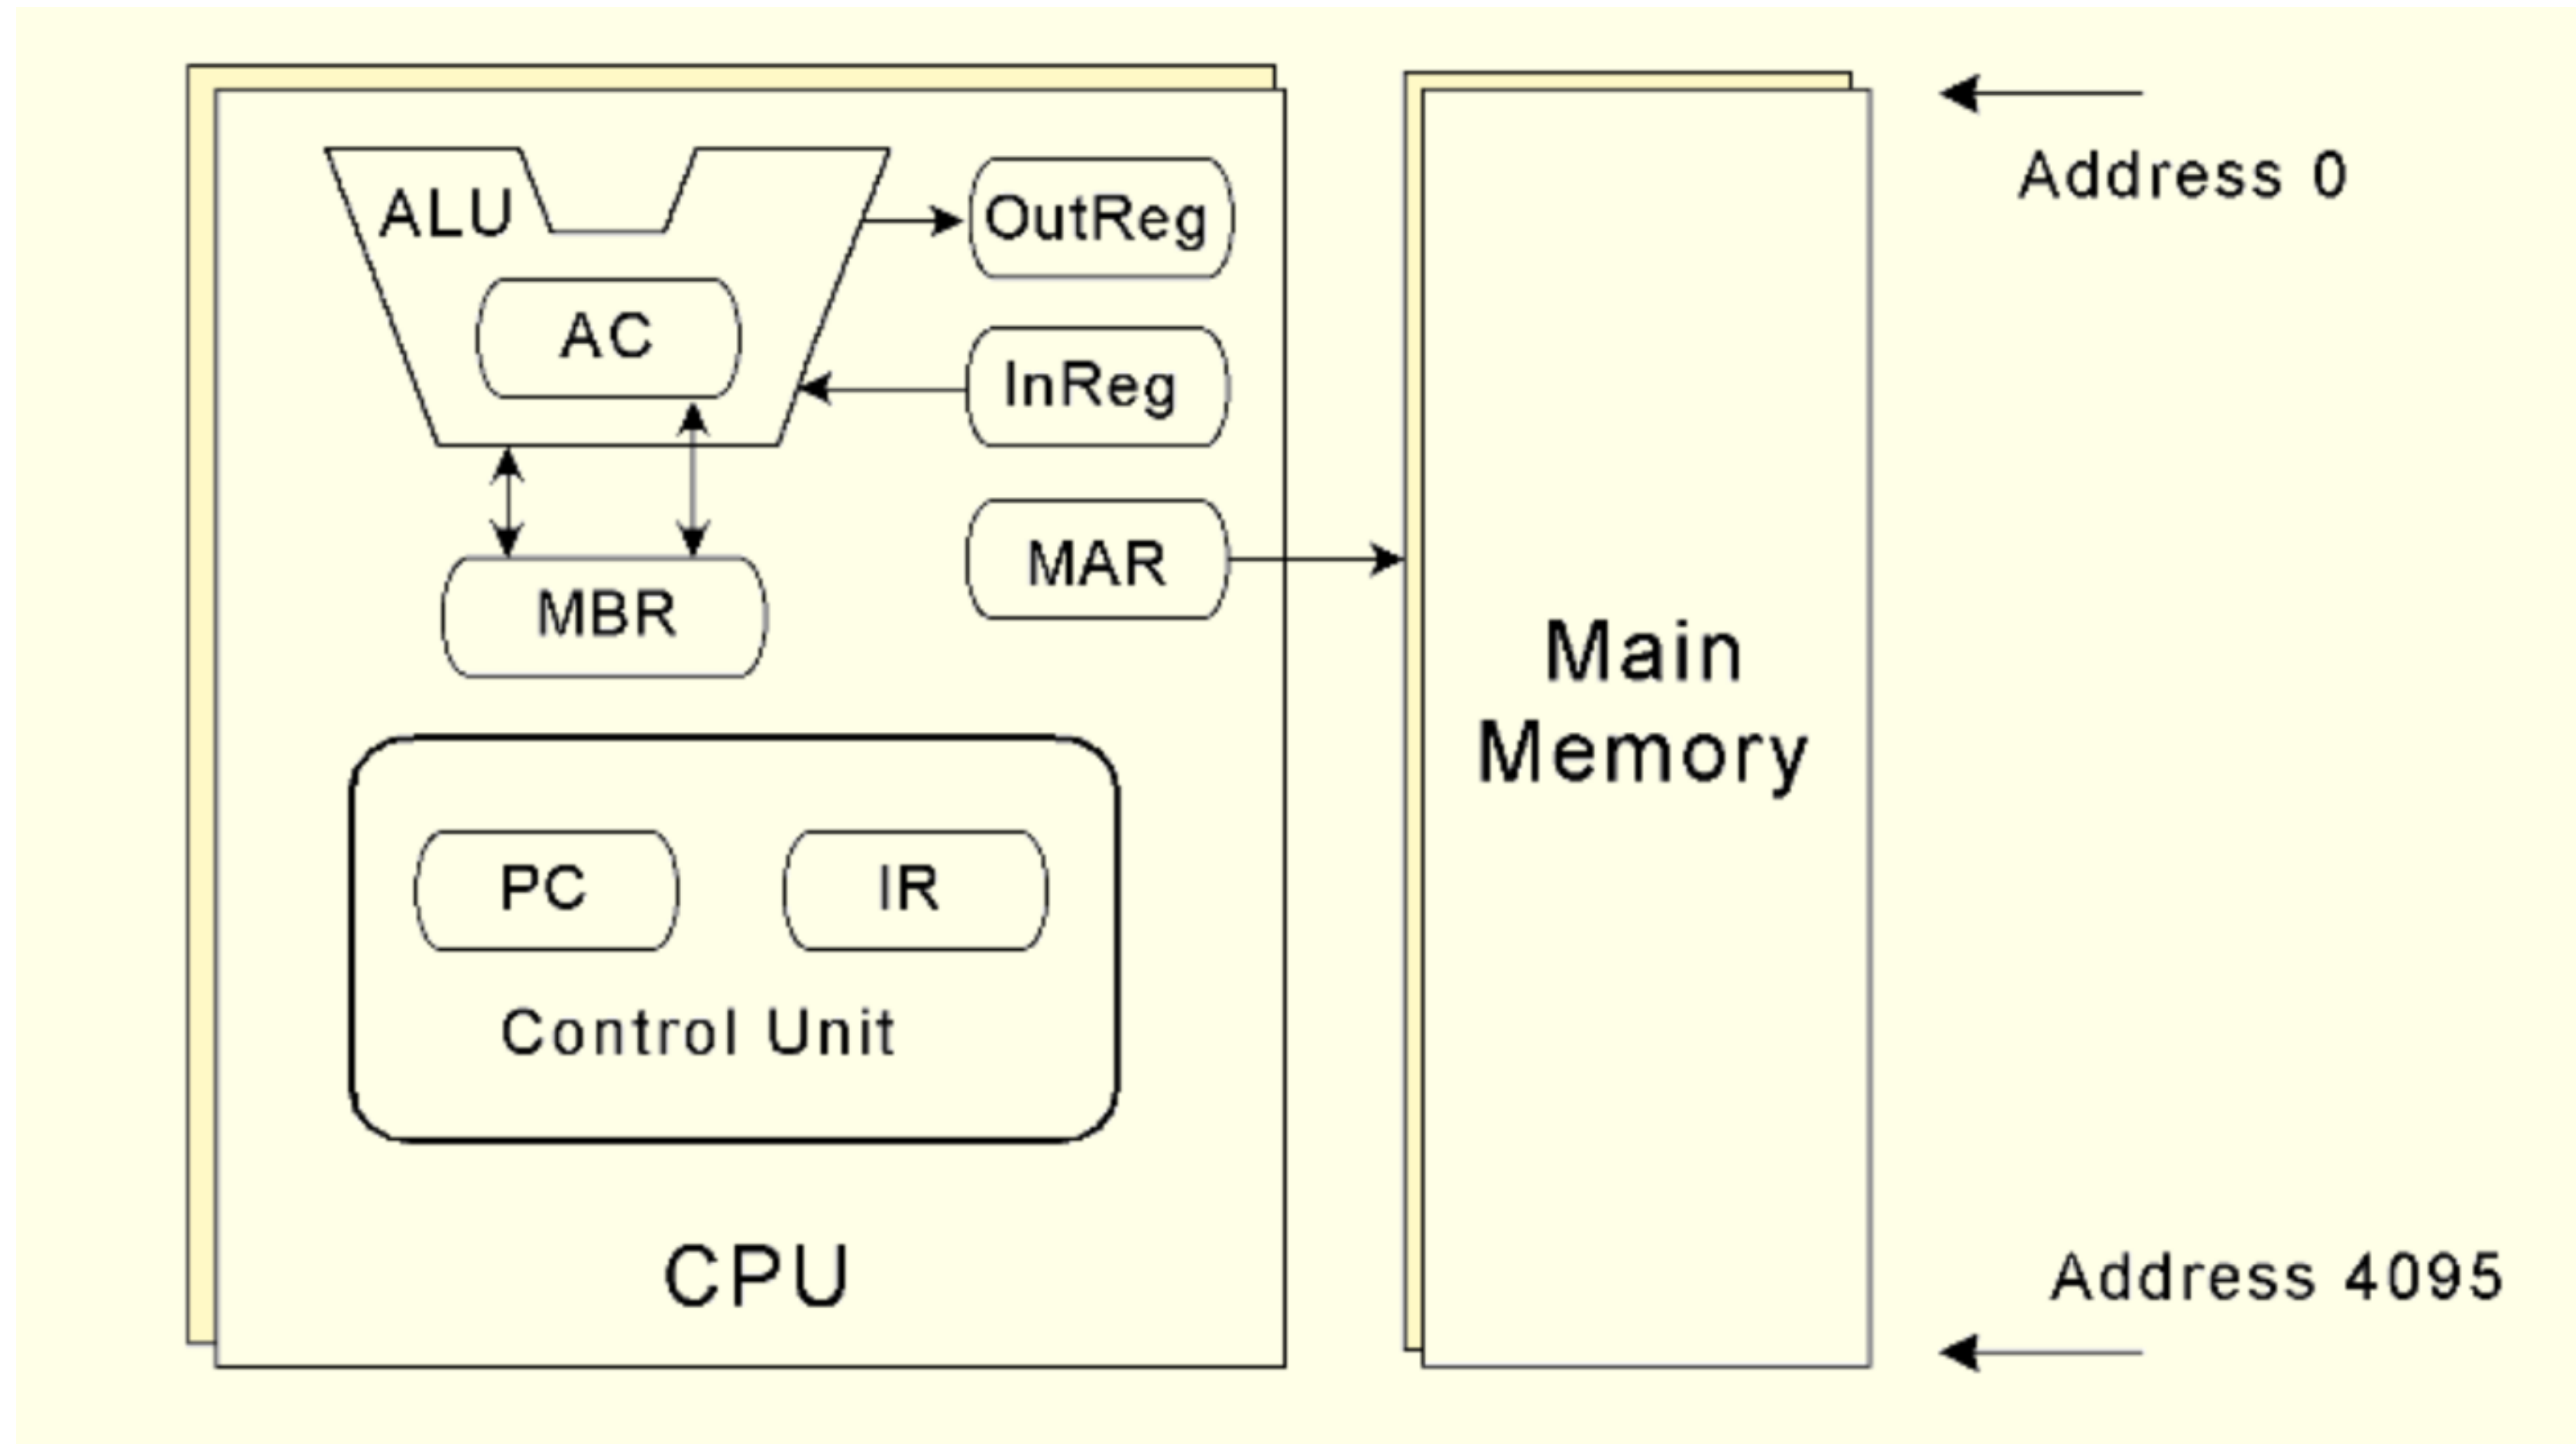 ALU
OutReg
AC
InReg
MAR
MBR
PC
IR
Control Unit
CPU
Main
Memory
Address 0
Address 4095